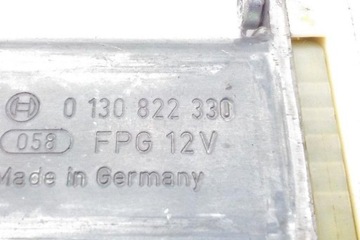 0 130 822 330
058 FPG 12V
Made in Germany